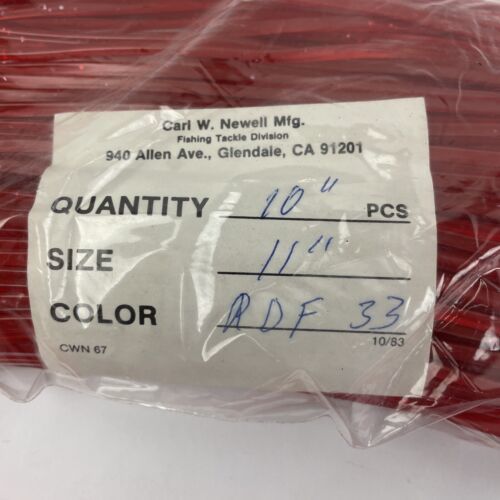 Carl W. Newell Mfg.
Fishing Tackle Division
940 Allen Ave., Glendale, CA 91201
QUANTITY 10" PCS
SIZE 11"
COLOR RDF 33
CWN 67 10/83